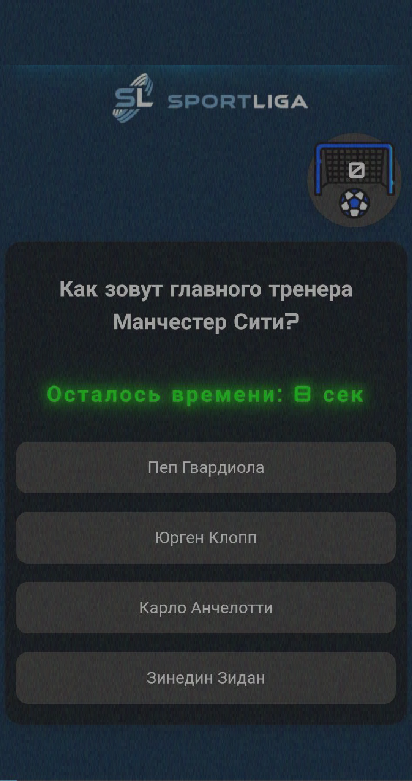 SL SPORTLIGA
0
Как зовут главного тренера
Манчестер Сити?
Осталось времени: 8 сек
Пеп Гвардиола
Юрген Клопп
Карло Анчелотти
Зинедин Зидан